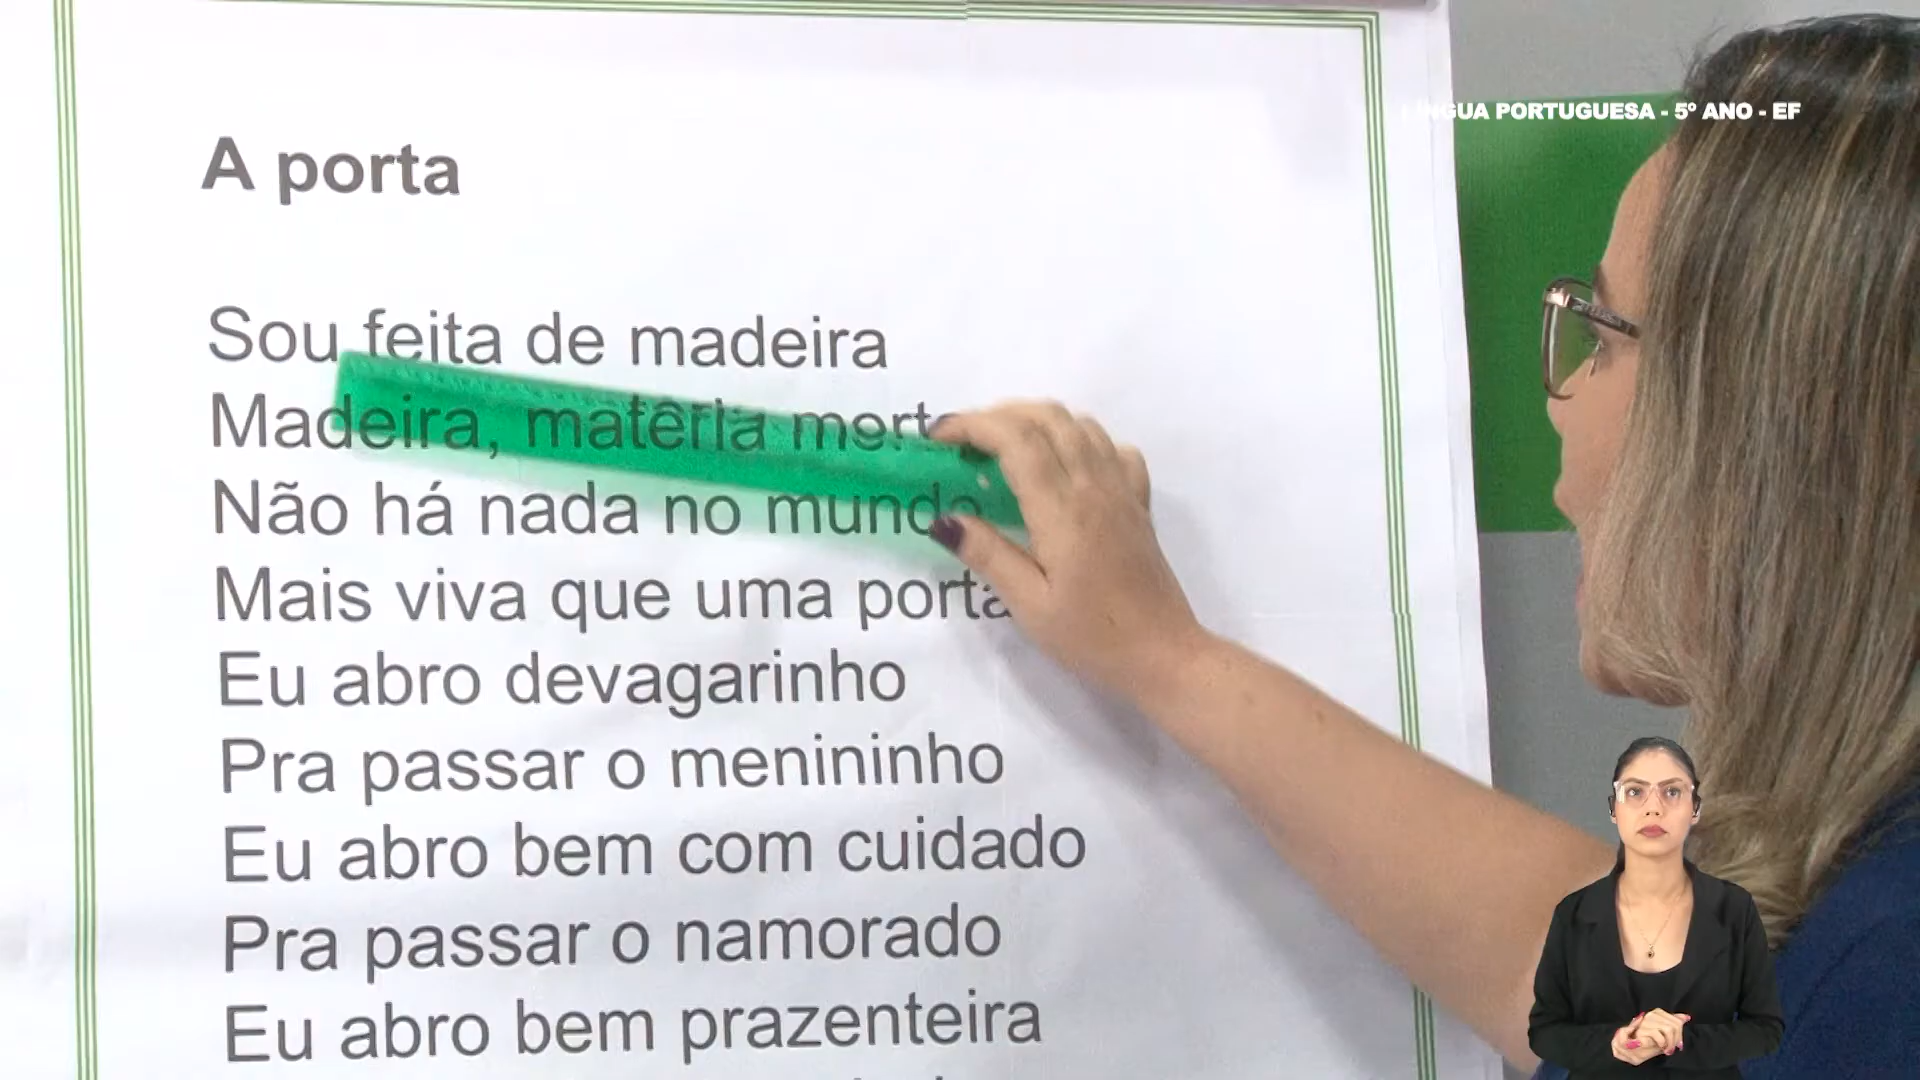 LÍNGUA PORTUGUESA - 5º ANO - EF
A porta
Sou feita de madeira
Madeira, matéria morta
Não há nada no mundo
Mais viva que uma porta
Eu abro devagarinho
Pra passar o menininho
Eu abro bem com cuidado
Pra passar o namorado
Eu abro bem prazenteira